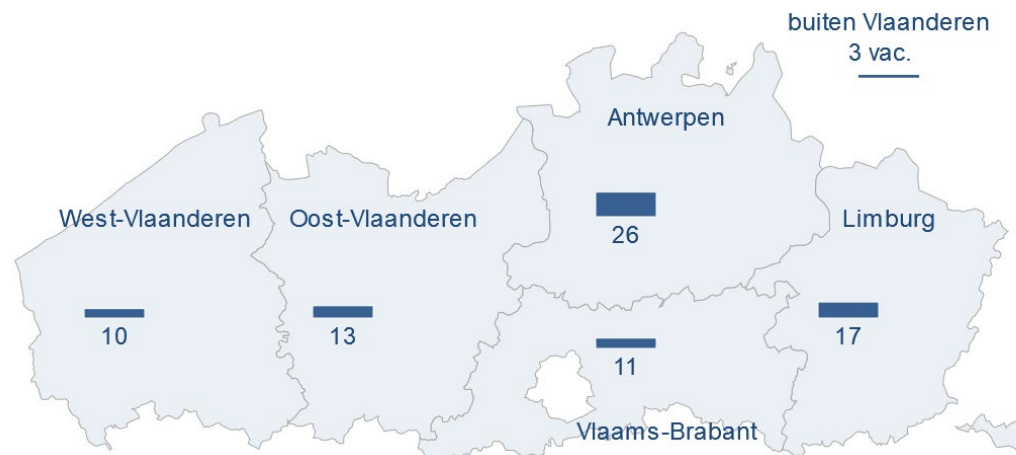 buiten Vlaanderen
3 vac.
Antwerpen
26
West-Vlaanderen
10
Oost-Vlaanderen
13
Limburg
17
11
Vlaams-Brabant